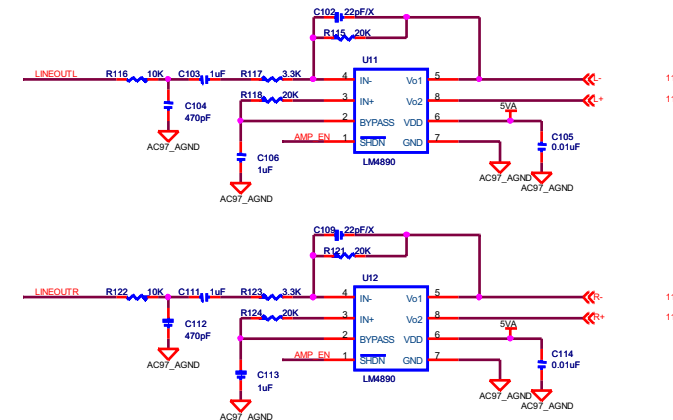 C102 22pF/X
R115 20K
U11
LINEOUTL R116 10K C103 1uF R117 3.3K 4 IN- Vo1 5 L-
R118 20K 3 IN+ Vo2 8 L+
C104
470pF
2 BYPASS VDD 6 5VA
AMP_EN 1 SHDN GND 7
C105
0.01uF
AC97_AGND
C106
1uF
LM4890
AC97_AGND AC97_AGND
AC97_AGND
C109 22pF/X
R121 20K
U12
LINEOUTR R122 10K C111 1uF R123 3.3K 4 IN- Vo1 5 R-
R124 20K 3 IN+ Vo2 8 R+
C112
470pF
2 BYPASS VDD 6 5VA
AMP_EN 1 SHDN GND 7
C114
0.01uF
AC97_AGND
C113
1uF
LM4890
AC97_AGND AC97_AGND
AC97_AGND